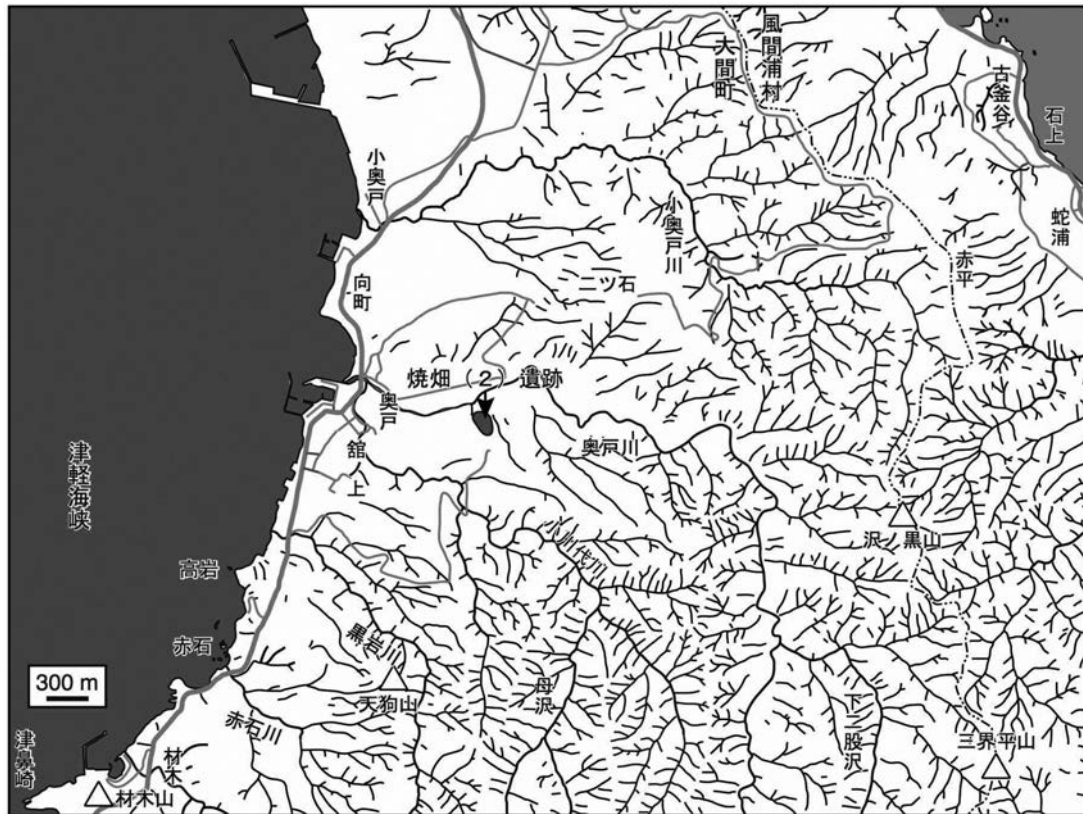 風間浦村
大間町
古釜谷
石上
小奥戸
小奥戸川
蛇浦
赤平
向町
二ツ石
焼畑（２）遺跡
奥戸
舘ノ上
奥戸川
津軽海峡
沢ノ黒山
小川代川
高岩
赤石
黒岩川
300 m
天狗山
母沢
下二股沢
赤石川
三界平山
津鼻崎
材木
材木山